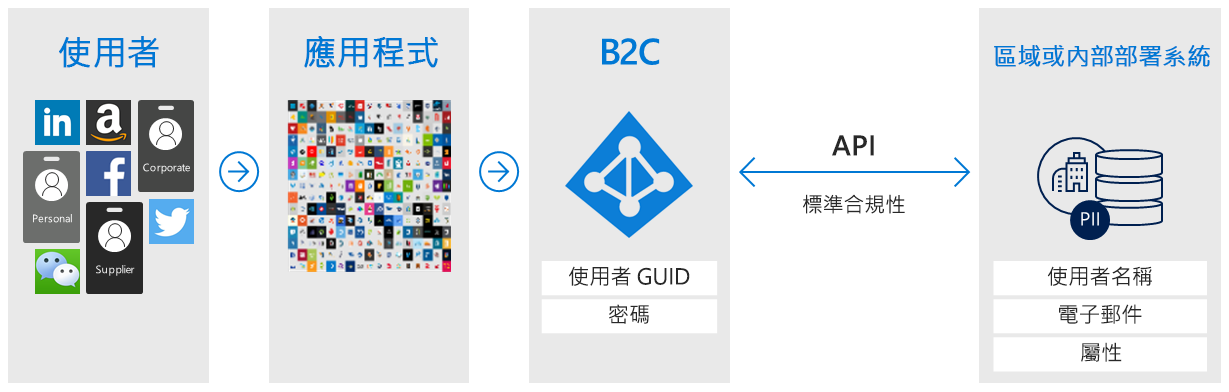 使用者
in
a
Corporate
Personal
f
Supplier
應用程式
B2C
使用者 GUID
密碼
API
標準合規性
區域或內部部署系統
PII
使用者名稱
電子郵件
屬性